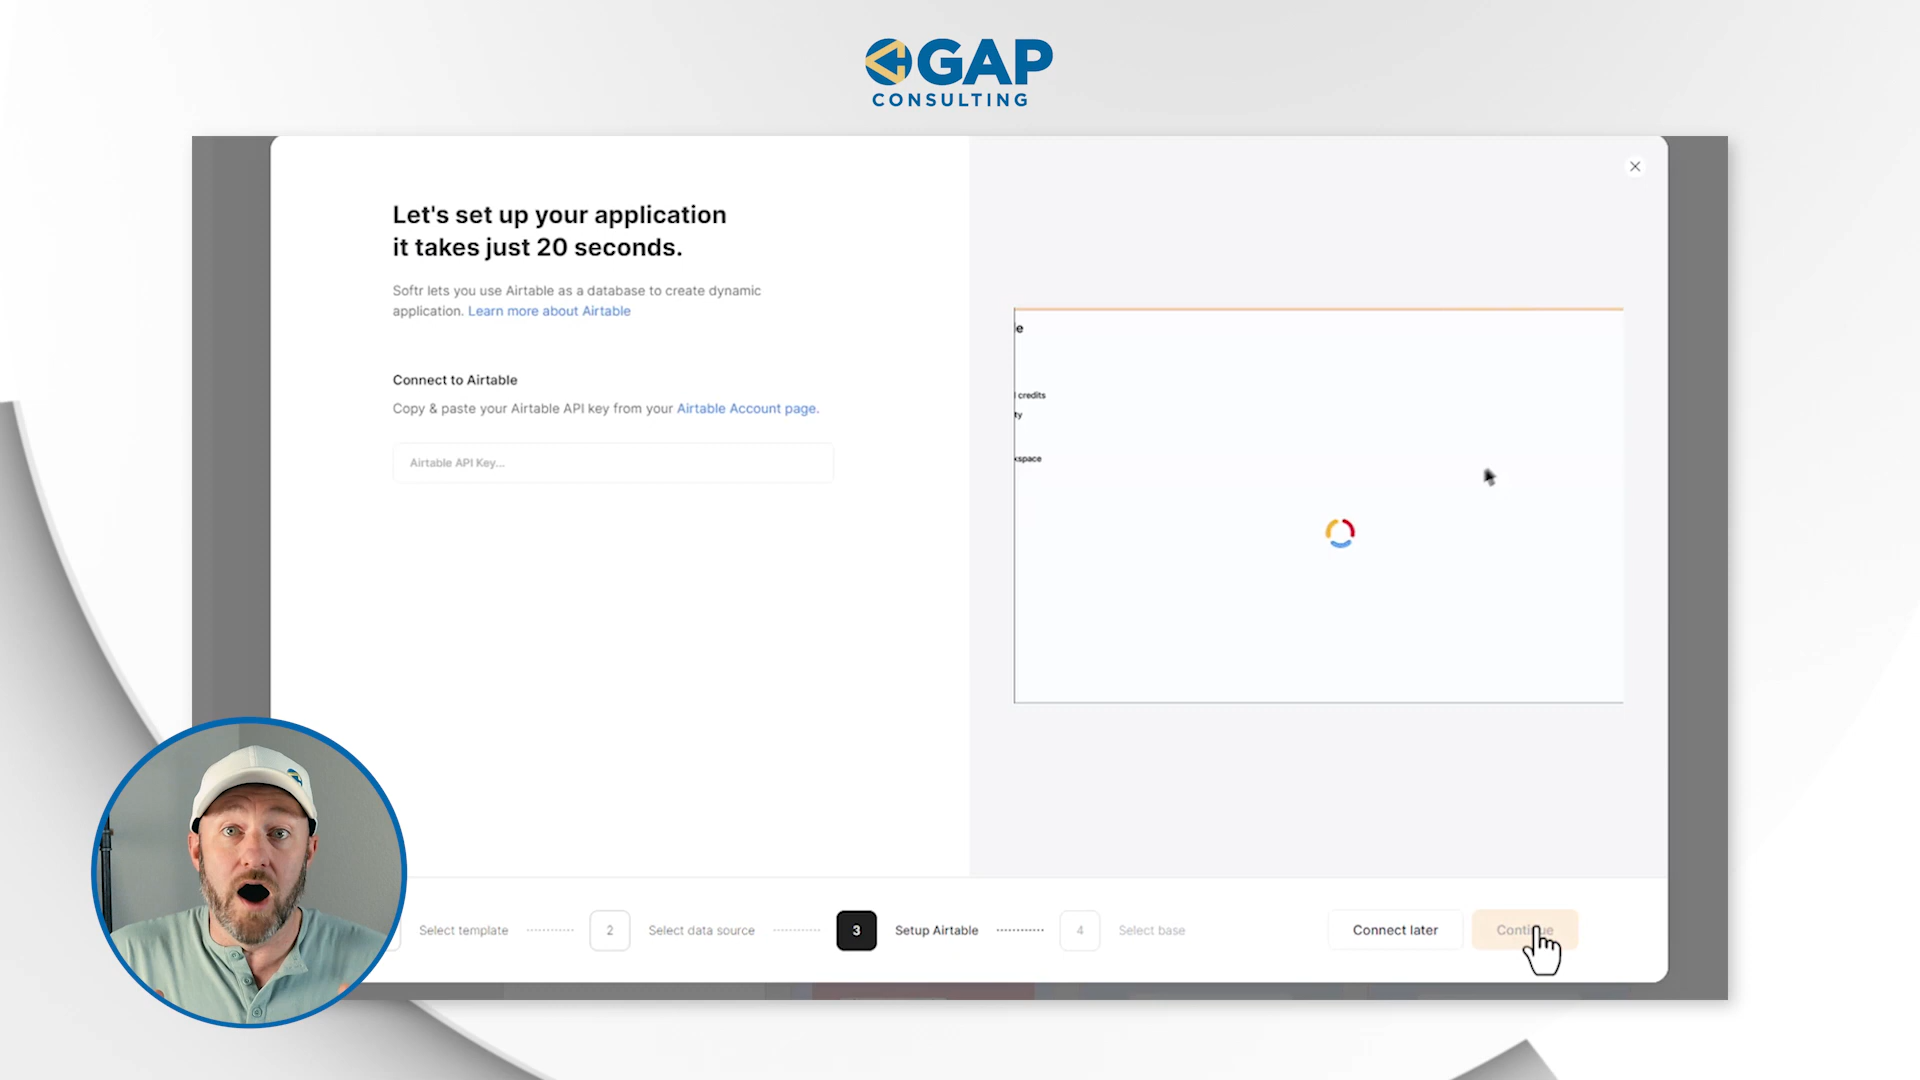 GAP
CONSULTING
Let's set up your application
it takes just 20 seconds.
Softr lets you use Airtable as a database to create dynamic
application. Learn more about Airtable
Connect to Airtable
Copy & paste your Airtable API key from your Airtable Account page.
Airtable API Key...
e
l credits
ty
kspace
Select template
2
Select data source
3
Setup Airtable
4
Select base
Connect later
Continue